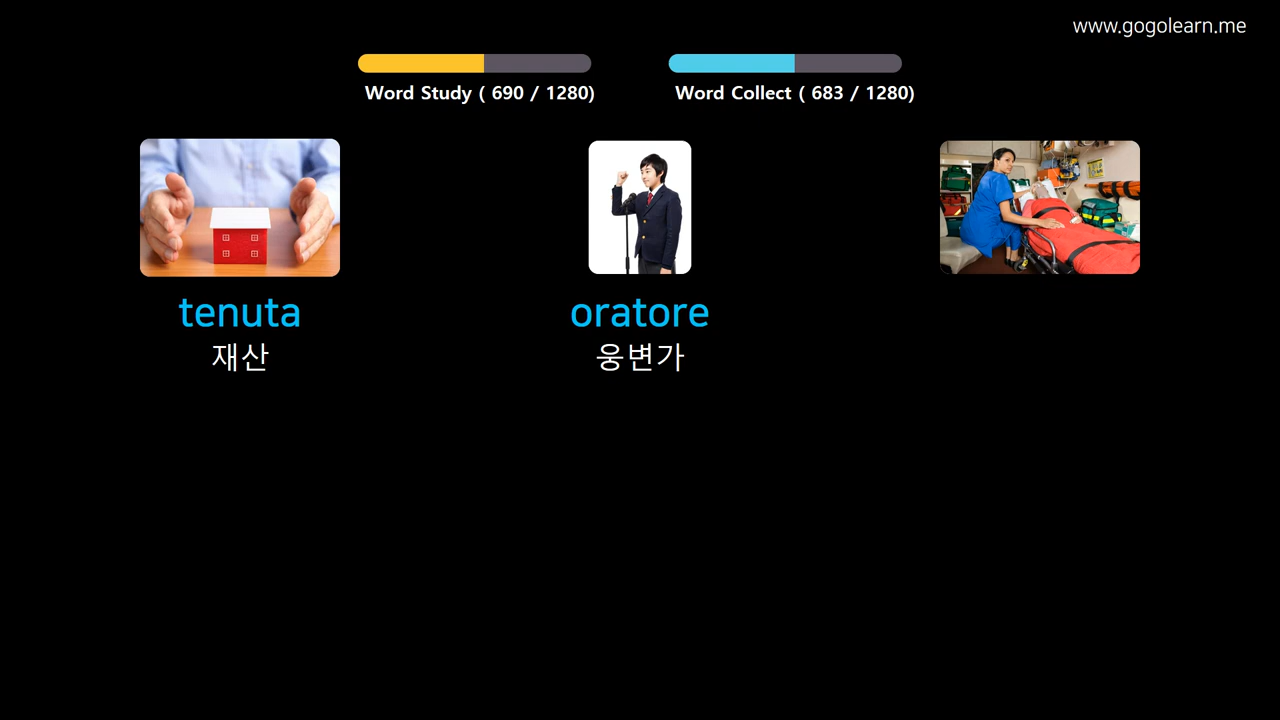 www.gogolearn.me
Word Study ( 690 / 1280)
Word Collect ( 683 / 1280)
tenuta
재산
oratore
웅변가